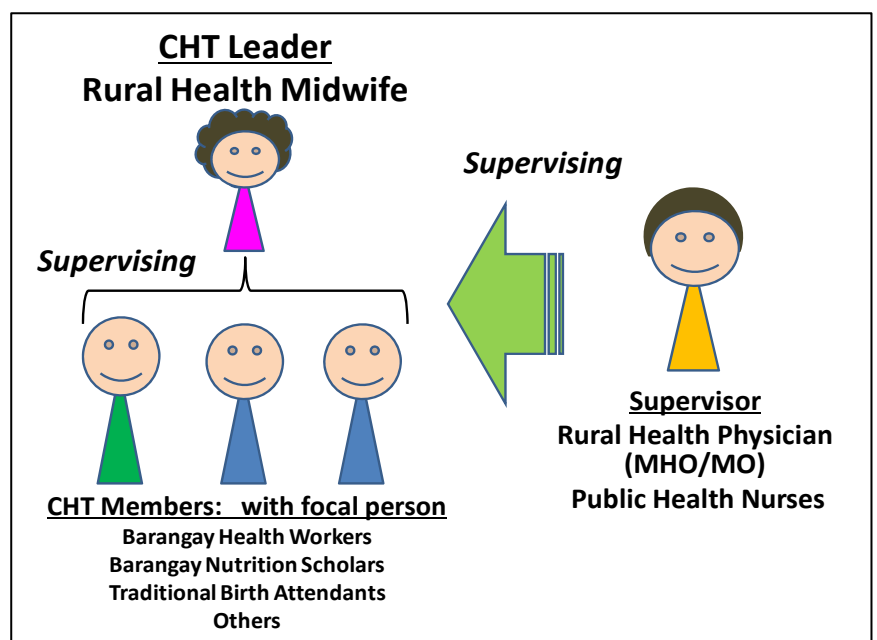 CHT Leader
Rural Health Midwife
Supervising
CHT Members: with focal person
Barangay Health Workers
Barangay Nutrition Scholars
Traditional Birth Attendants
Others
Supervising
Supervisor
Rural Health Physician
(MHO/MO)
Public Health Nurses